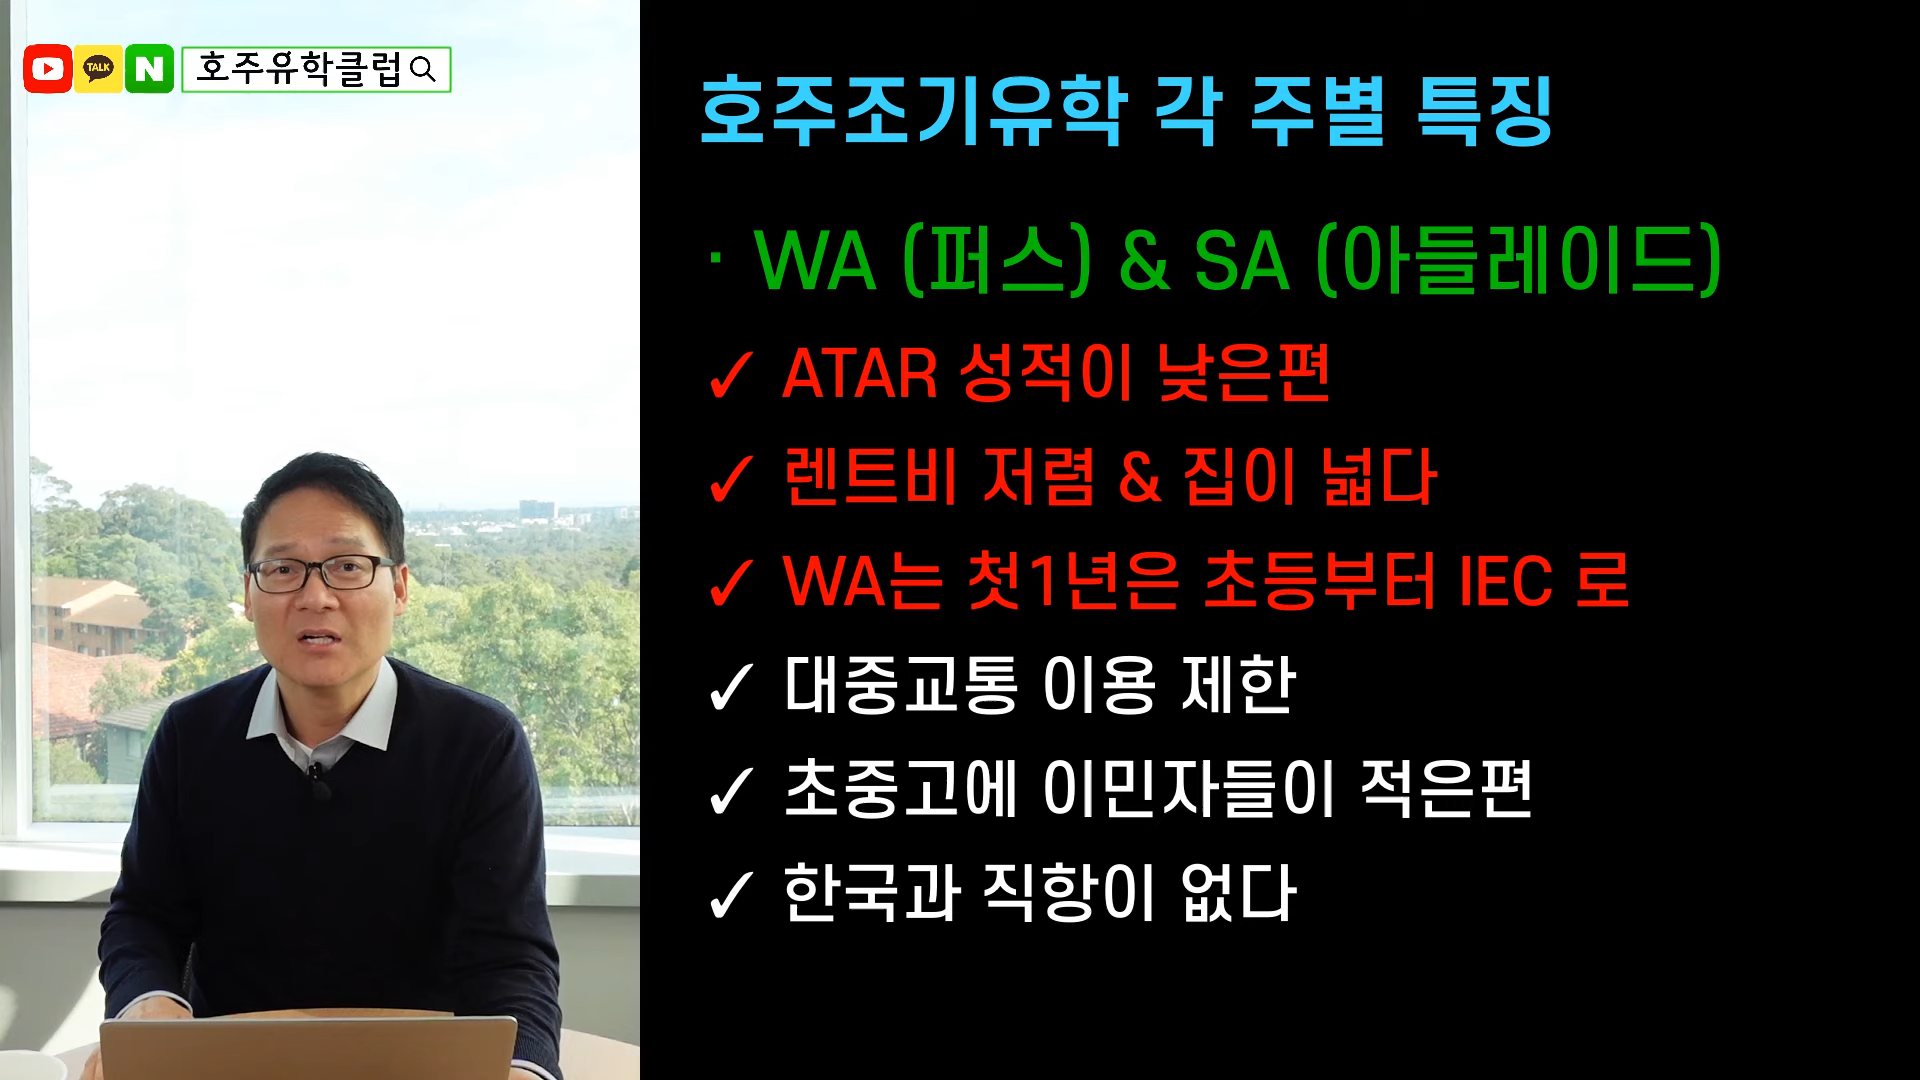 TALK
N
호주유학클럽
호주조기유학 각 주별 특징
· WA (퍼스) & SA (아들레이드)
✓ ATAR 성적이 낮은편
✓ 렌트비 저렴 & 집이 넓다
✓ WA는 첫1년은 초등부터 IEC 로
✓ 대중교통 이용 제한
✓ 초중고에 이민자들이 적은편
✓ 한국과 직항이 없다